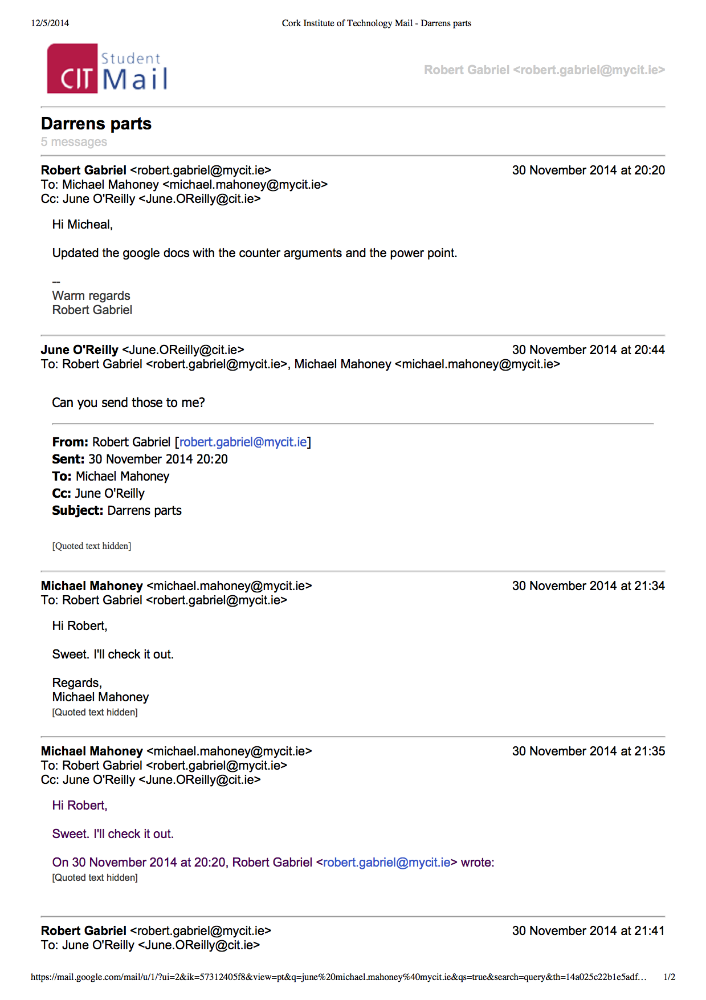 12/5/2014 Cork Institute of Technology Mail - Darrens parts
CIT Student Mail
Robert Gabriel <robert.gabriel@mycit.ie>
Darrens parts
5 messages
Robert Gabriel <robert.gabriel@mycit.ie> 30 November 2014 at 20:20
To: Michael Mahoney <michael.mahoney@mycit.ie>
Cc: June O'Reilly <June.OReilly@cit.ie>
Hi Micheal,
Updated the google docs with the counter arguments and the power point.
--
Warm regards
Robert Gabriel
June O'Reilly <June.OReilly@cit.ie> 30 November 2014 at 20:44
To: Robert Gabriel <robert.gabriel@mycit.ie>, Michael Mahoney <michael.mahoney@mycit.ie>
Can you send those to me?
From: Robert Gabriel [robert.gabriel@mycit.ie]
Sent: 30 November 2014 20:20
To: Michael Mahoney
Cc: June O'Reilly
Subject: Darrens parts
[Quoted text hidden]
Michael Mahoney <michael.mahoney@mycit.ie> 30 November 2014 at 21:34
To: Robert Gabriel <robert.gabriel@mycit.ie>
Hi Robert,
Sweet. I'll check it out.
Regards,
Michael Mahoney
[Quoted text hidden]
Michael Mahoney <michael.mahoney@mycit.ie> 30 November 2014 at 21:35
To: Robert Gabriel <robert.gabriel@mycit.ie>
Cc: June O'Reilly <June.OReilly@cit.ie>
Hi Robert,
Sweet. I'll check it out.
On 30 November 2014 at 20:20, Robert Gabriel <robert.gabriel@mycit.ie> wrote:
[Quoted text hidden]
Robert Gabriel <robert.gabriel@mycit.ie> 30 November 2014 at 21:41
To: June O'Reilly <June.OReilly@cit.ie>
https://mail.google.com/mail/u/1/?ui=2&ik=57312405f8&view=pt&q=june%20michael.mahoney%40mycit.ie&qs=true&search=query&th=14a025c22b1e5adf… 1/2